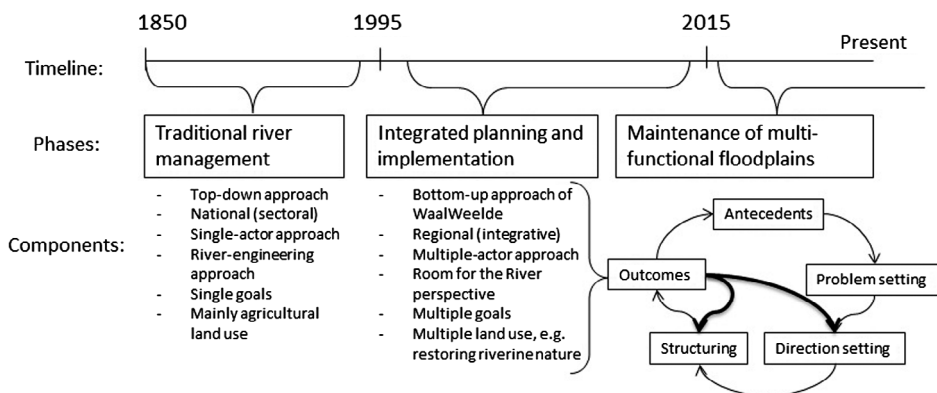 1850 1995 2015
Present
Timeline:
Phases:
Traditional river
management
Integrated planning and
implementation
Maintenance of multi-
functional floodplains
Components:
- Top-down approach
- National (sectoral)
- Single-actor approach
- River-engineering
approach
- Single goals
- Mainly agricultural
land use
- Bottom-up approach of
WaalWeelde
- Regional (integrative)
- Multiple-actor approach
- Room for the River
perspective
- Multiple goals
- Multiple land use, e.g.
restoring riverine nature
Antecedents
Outcomes
Problem setting
Structuring
Direction setting